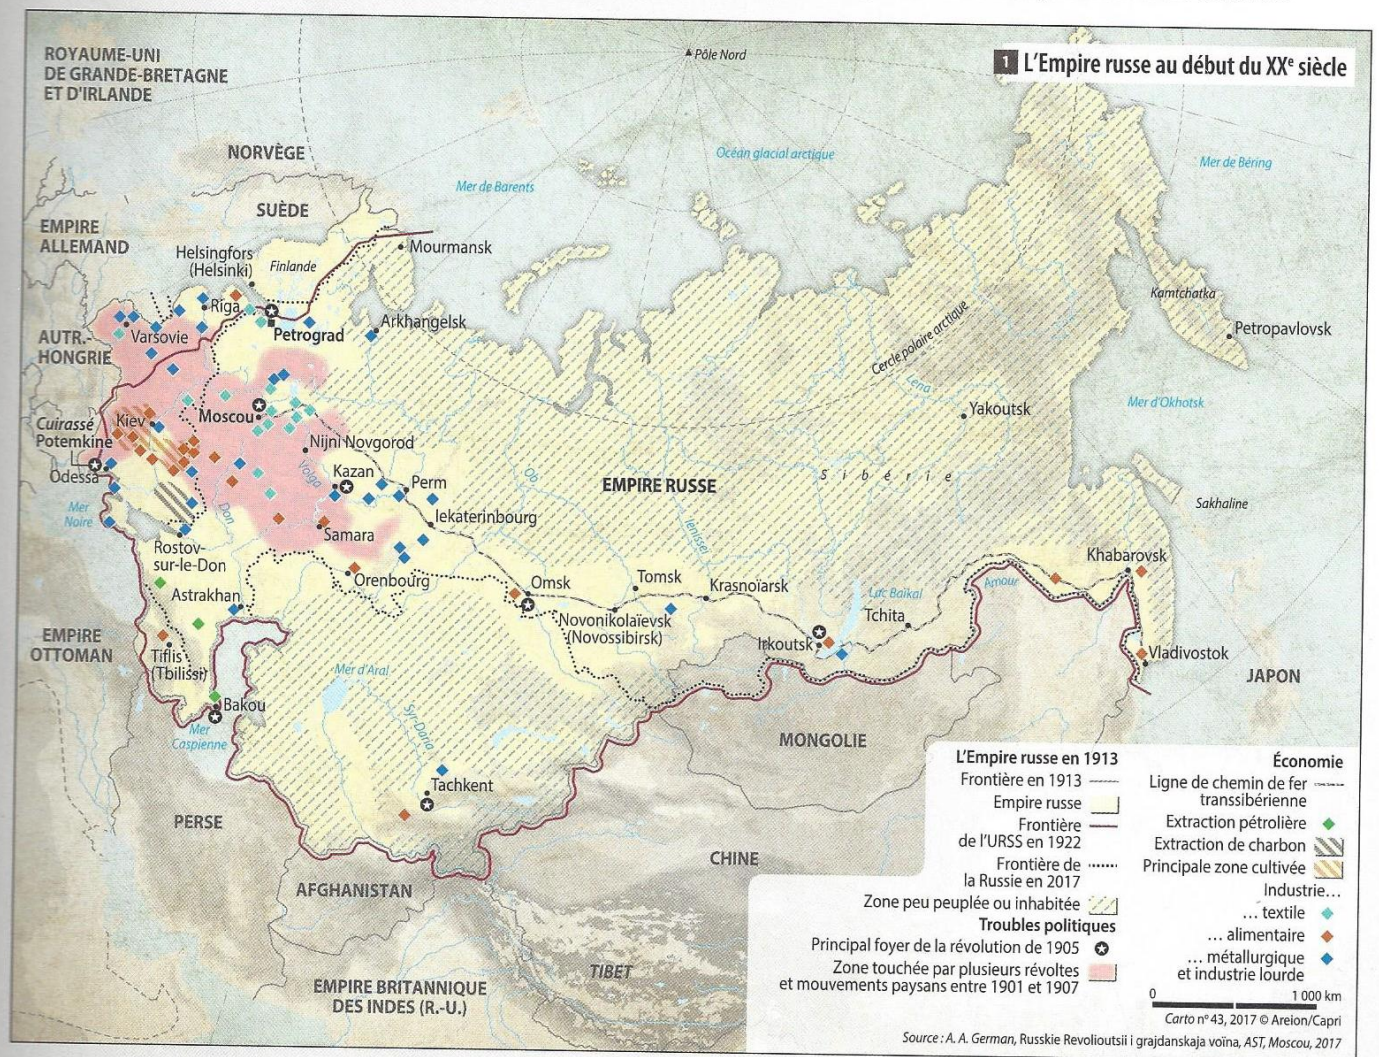 1 L'Empire russe au début du XXe siècle
Pôle Nord
ROYAUME-UNI
DE GRANDE-BRETAGNE
ET D'IRLANDE
NORVÈGE
Océan glacial arctique
Mer de Béring
Mer de Barents
SUÈDE
EMPIRE
ALLEMAND
Helsingfors
(Helsinki)
Finlande
Mourmansk
Kamtchatka
Riga
Petrograd
Arkhangelsk
Cercle polaire arctique
Petropavlovsk
AUTR.-
HONGRIE
Varsovie
Lena
Mer d'Okhotsk
Yakoutsk
Moscou
Kiev
Cuirassé
Potemkine
Nijni Novgorod
Odessa
Volga
Kazan
Perm
Ob
EMPIRE RUSSE
Sibérie
Sakhaline
Mer
Noire
Don
Iekaterinbourg
Ienisseï
Samara
Rostov-
sur-le-Don
Khabarovsk
Orenbourg
Omsk
Tomsk
Krasnoïarsk
Amour
Astrakhan
Lac Baïkal
Tchita
Novonikolaïevsk
(Novossibirsk)
Irkoutsk
EMPIRE
OTTOMAN
Tiflis
(Tbilissi)
Vladivostok
JAPON
Mer d'Aral
Bakou
Syr-Daria
Mer
Caspienne
MONGOLIE
Tachkent
PERSE
CHINE
AFGHANISTAN
TIBET
EMPIRE BRITANNIQUE
DES INDES (R.-U.)
L'Empire russe en 1913
Frontière en 1913
Empire russe
Frontière
de l'URSS en 1922
Frontière de
la Russie en 2017
Zone peu peuplée ou inhabitée
Troubles politiques
Principal foyer de la révolution de 1905
Zone touchée par plusieurs révoltes
et mouvements paysans entre 1901 et 1907
Économie
Ligne de chemin de fer
transsibérienne
Extraction pétrolière
Extraction de charbon
Principale zone cultivée
Industrie...
... textile
... alimentaire
... métallurgique
et industrie lourde
0 1 000 km
Carto n° 43, 2017 © Areion/Capri
Source : A. A. German, Russkie Revolioutsii i grajdanskaja voïna, AST, Moscou, 2017